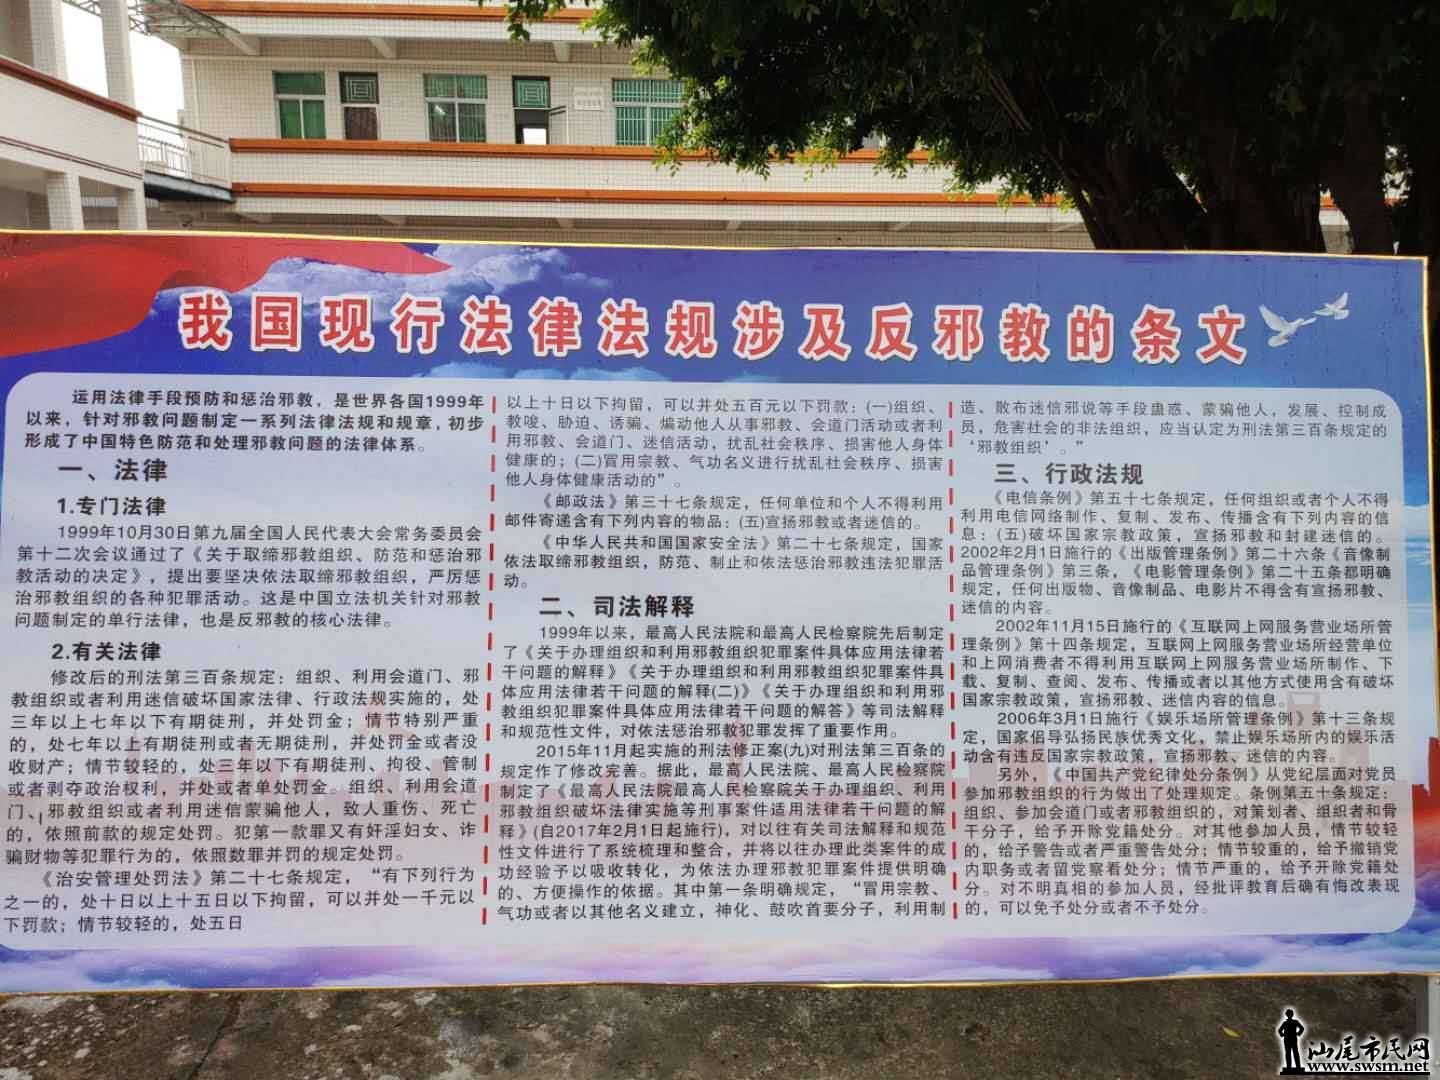 我国现行法律法规涉及反邪教的条文
运用法律手段预防和惩治邪教，是世界各国1999年
以来，针对邪教问题制定一系列法律法规和规章，初步
形成了中国特色防范和处理邪教问题的法律体系。
一、法律
1.专门法律
1999年10月30日第九届全国人民代表大会常务委员会
第十二次会议通过了《关于取缔邪教组织、防范和惩治邪
教活动的决定》，提出要坚决依法取缔邪教组织，严厉惩
治邪教组织的各种犯罪活动。这是中国立法机关针对邪教
问题制定的单行法律，也是反邪教的核心法律。
2.有关法律
修改后的刑法第三百条规定：组织、利用会道门、邪
教组织或者利用迷信破坏国家法律、行政法规实施的，处
三年以上七年以下有期徒刑，并处罚金；情节特别严重
的，处七年以上有期徒刑或者无期徒刑，并处罚金或者没
收财产；情节较轻的，处三年以下有期徒刑、拘役、管制
或者剥夺政治权利，并处或者单处罚金。组织、利用会道
门、邪教组织或者利用迷信蒙骗他人，致人重伤、死亡
的，依照前款的规定处罚。犯第一款罪又有奸淫妇女、诈
骗财物等犯罪行为的，依照数罪并罚的规定处罚。
《治安管理处罚法》第二十七条规定，“有下列行为
之一的，处十日以上十五日以下拘留，可以并处一千元以
下罚款；情节较轻的，处五日
以上十日以下拘留，可以并处五百元以下罚款：(一)组织、
教唆、胁迫、诱骗、煽动他人从事邪教、会道门活动或者利
用邪教、会道门、迷信活动，扰乱社会秩序、损害他人身体
健康的；(二)冒用宗教、气功名义进行扰乱社会秩序、损害
他人身体健康活动的”。
《邮政法》第三十七条规定，任何单位和个人不得利用
邮件寄递含有下列内容的物品：(五)宣扬邪教或者迷信的。
《中华人民共和国国家安全法》第二十七条规定，国家
依法取缔邪教组织，防范、制止和依法惩治邪教违法犯罪活
动。
二、司法解释
1999年以来，最高人民法院和最高人民检察院先后制定
了《关于办理组织和利用邪教组织犯罪案件具体应用法律若
干问题的解释》《关于办理组织和利用邪教组织犯罪案件具
体应用法律若干问题的解释(二)》《关于办理组织和利用邪
教组织犯罪案件具体应用法律若干问题的解答》等司法解释
和规范性文件，对依法惩治邪教犯罪发挥了重要作用。
2015年11月起实施的刑法修正案(九)对刑法第三百条的
规定作了修改完善。据此，最高人民法院、最高人民检察院
制定了《最高人民法院最高人民检察院关于办理组织、利用
邪教组织破坏法律实施等刑事案件适用法律若干问题的解
释》(自2017年2月1日起施行)，对以往有关司法解释和规范
性文件进行了系统梳理和整合，并将以往办理此类案件的成
功经验予以吸收转化，为依法办理邪教犯罪案件提供明确
的、方便操作的依据。其中第一条明确规定，“冒用宗教、
气功或者以其他名义建立，神化、鼓吹首要分子，利用制
造、散布迷信邪说等手段蛊惑、蒙骗他人，发展、控制成
员，危害社会的非法组织，应当认定为刑法第三百条规定的
‘邪教组织’。”
三、行政法规
《电信条例》第五十七条规定，任何组织或者个人不得
利用电信网络制作、复制、发布、传播含有下列内容的信
息：(五)破坏国家宗教政策，宣扬邪教和封建迷信的。
2002年2月1日施行的《出版管理条例》第二十六条《音像制
品管理条例》第三条，《电影管理条例》第二十五条都明确
规定，任何出版物、音像制品、电影片不得含有宣扬邪教、
迷信的内容。
2002年11月15日施行的《互联网上网服务营业场所管
理条例》第十四条规定，互联网上网服务营业场所经营单位
和上网消费者不得利用互联网上网服务营业场所制作、下
载、复制、查阅、发布、传播或者以其他方式使用含有破坏
国家宗教政策，宣扬邪教、迷信内容的信息。
2006年3月1日施行《娱乐场所管理条例》第十三条规
定，国家倡导弘扬民族优秀文化，禁止娱乐场所内的娱乐活
动含有违反国家宗教政策，宣扬邪教、迷信的内容。
另外，《中国共产党纪律处分条例》从党纪层面对党员
参加邪教组织的行为做出了处理规定。条例第五十条规定：
组织、参加会道门或者邪教组织的，对策划者、组织者和骨
干分子，给予开除党籍处分。对其他参加人员，情节较轻
的，给予警告或者严重警告处分；情节较重的，给予撤销党
内职务或者留党察看处分；情节严重的，给予开除党籍处
分。对不明真相的参加人员，经批评教育后确有悔改表现
的，可以免予处分或者不予处分。
汕尾市民网
www.swsm.net